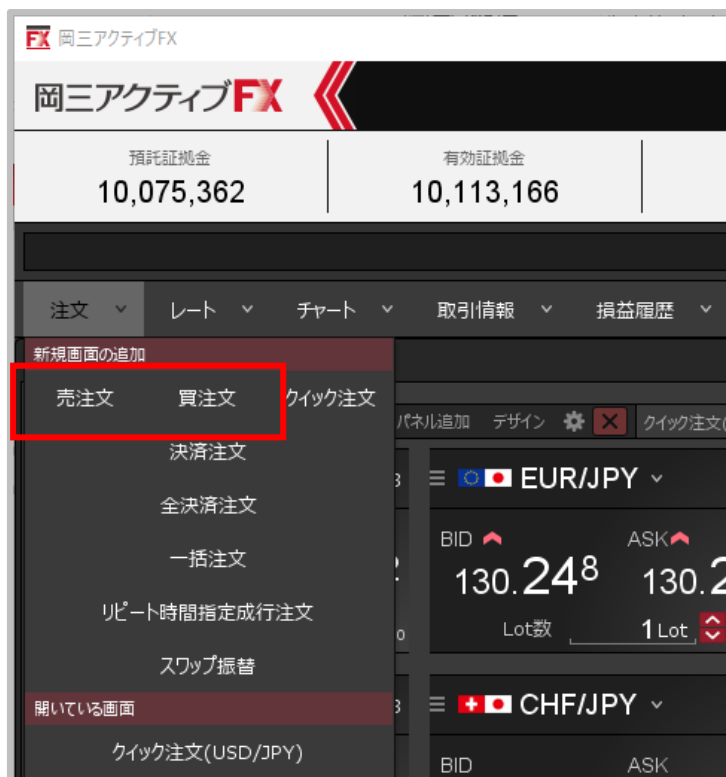 FX 岡三アクティブFX
岡三アクティブFX
預託証拠金 有効証拠金
10,075,362 10,113,166
注文 レート チャート 取引情報 損益履歴
新規画面の追加
売注文 買注文 クイック注文
パネル追加 デザイン クイック注文(
決済注文
EUR/JPY
全決済注文
BID ASK
一括注文
130.248 130.2
リピート時間指定成行注文
Lot数 1 Lot
スワップ振替
開いている画面
CHF/JPY
クイック注文(USD/JPY)
BID ASK